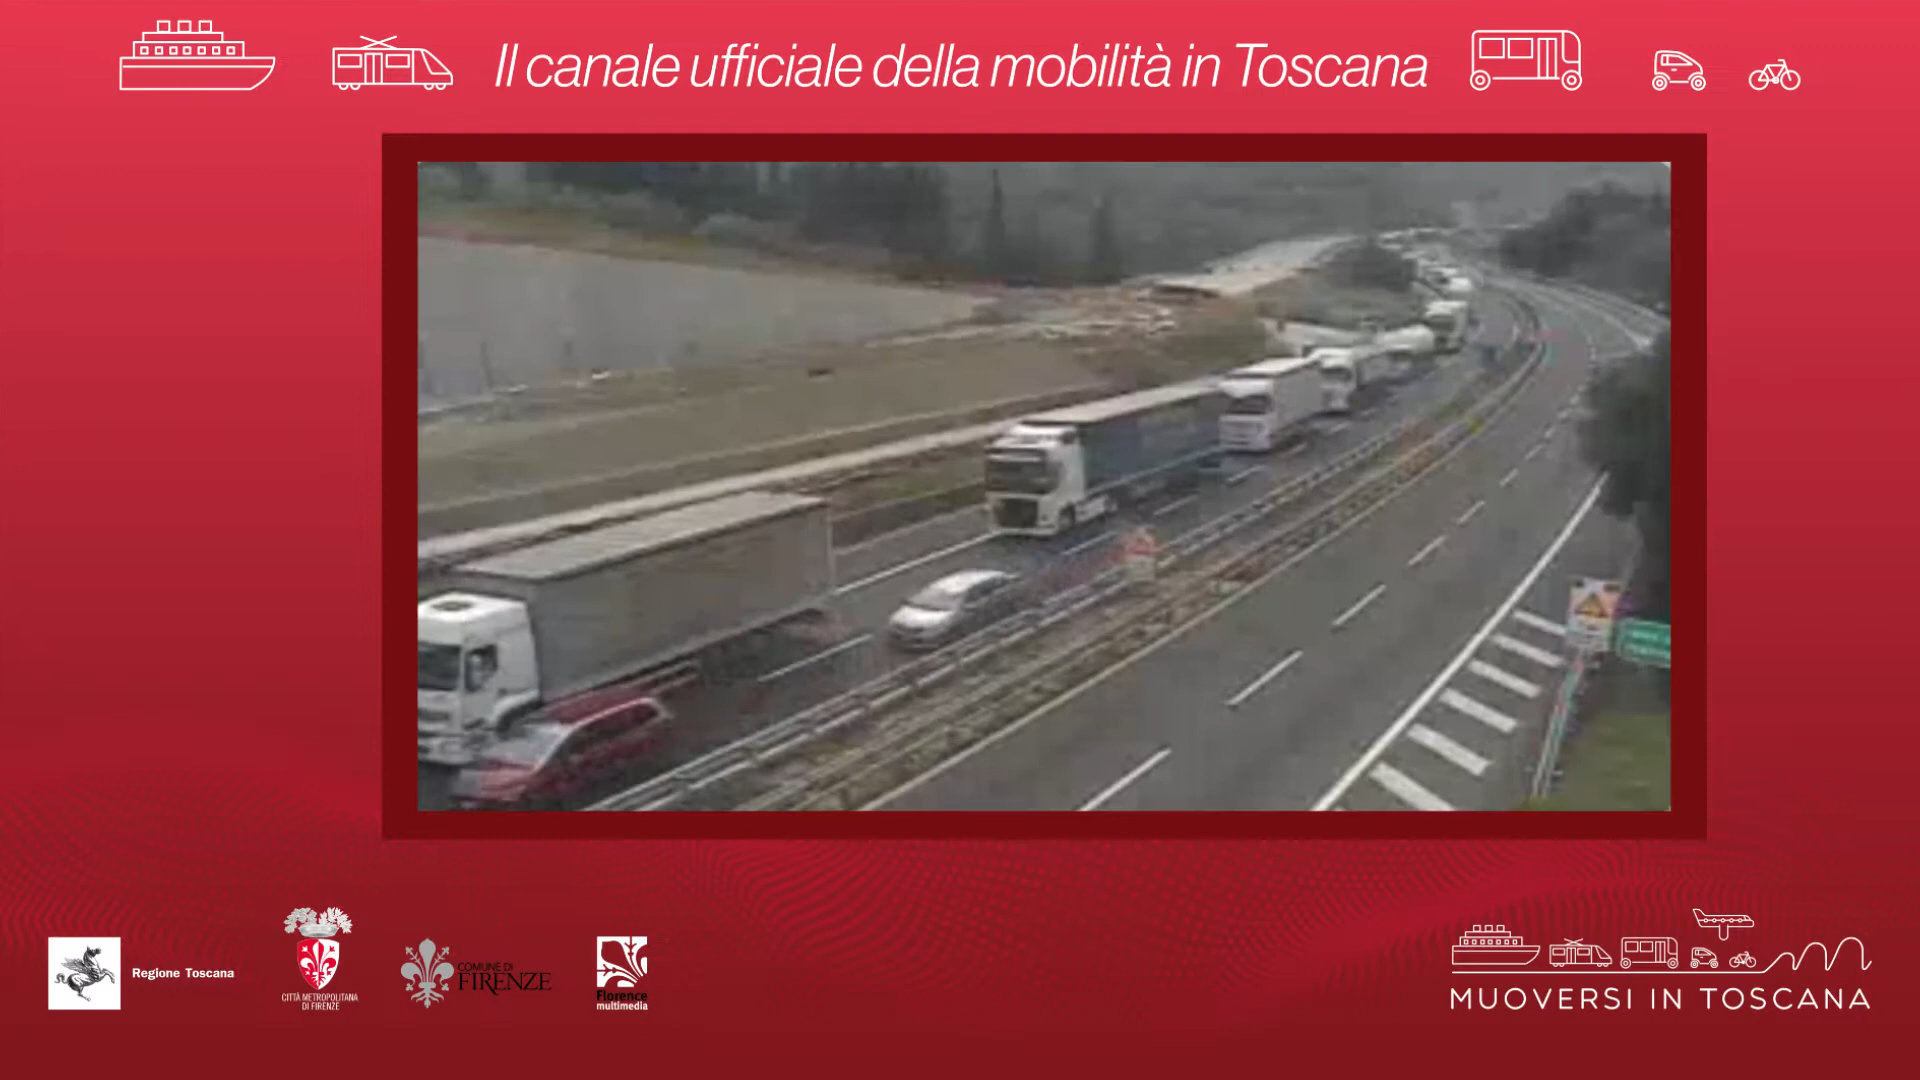 Il canale ufficiale della mobilità in Toscana
Regione Toscana
CITTÀ METROPOLITANA
DI FIRENZE
COMUNE DI
FIRENZE
Florence
multimedia
MUOVERSI IN TOSCANA